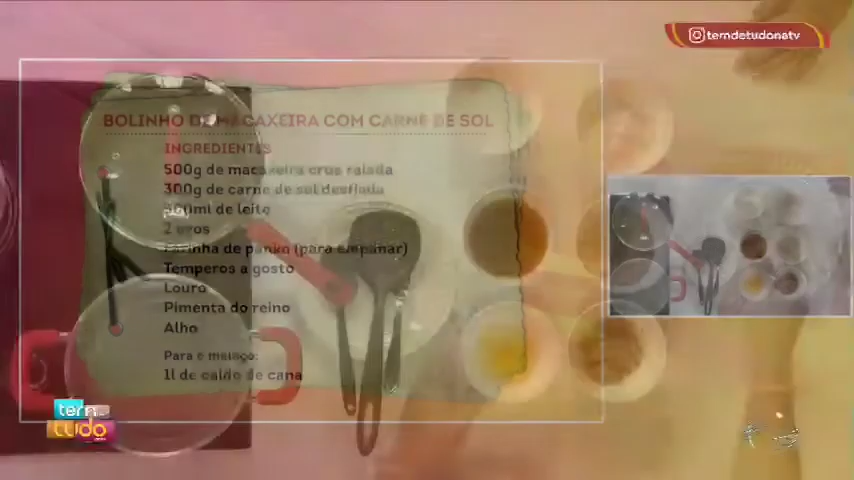 temdetudonatv
BOLINHO DE MACAXEIRA COM CARNE DE SOL
INGREDIENTES
500g de macaxeira crua ralada
300g de carne de sol desfiada
de leite
2 ovos
Farinha de panko (para empanar)
Temperos a gosto
Louro
Pimenta do reino
Alho
Para o melaço:
1l de caldo de cana
tem
tudo